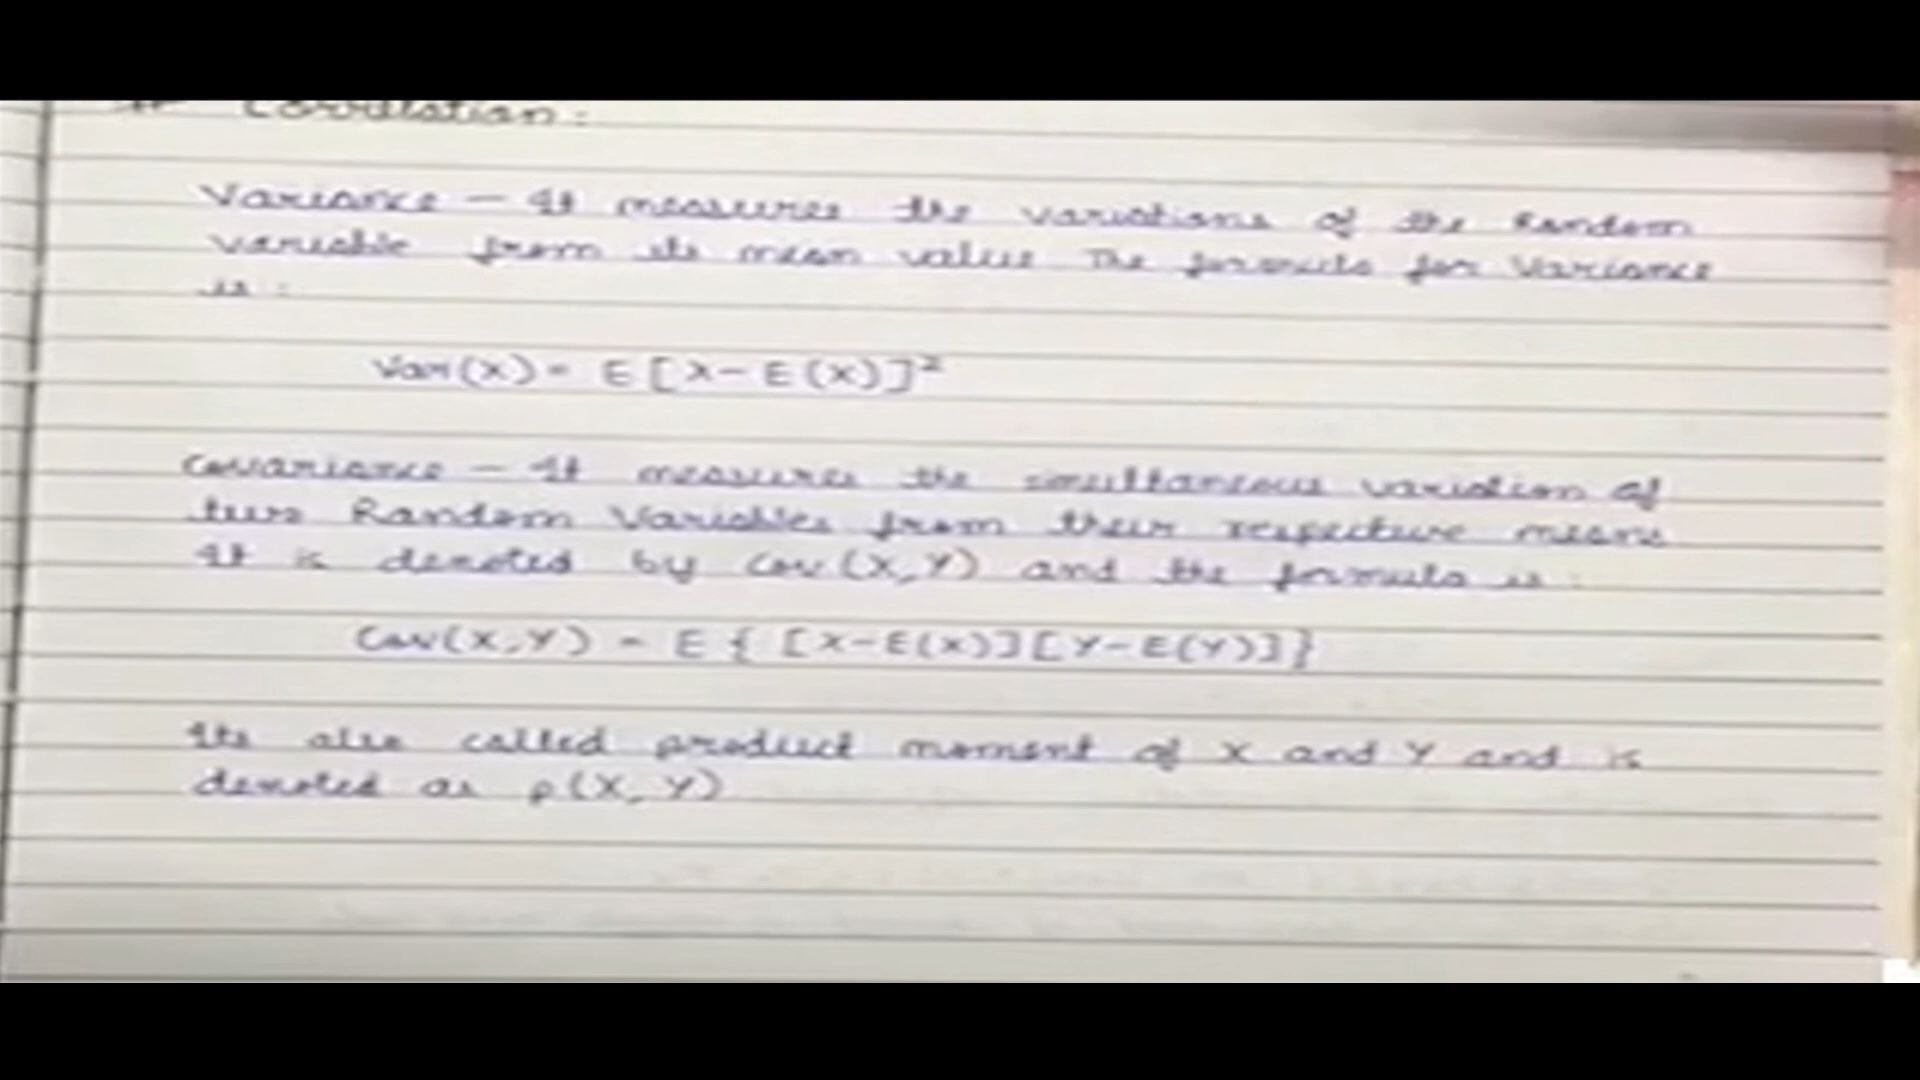 Correlation:
Variance - It measures the variations of the Random
variable from its mean value The formula for Variance
is:
Var(X) = E[X-E(X)]²
Covariance - It measures the simultaneous variation of
two Random Variables from their respective means
It is denoted by Cov(X,Y) and the formula is:
Cov(X,Y) = E{[X-E(X)][Y-E(Y)]}
Its also called product moment of X and Y and is
denoted as ρ(X,Y)